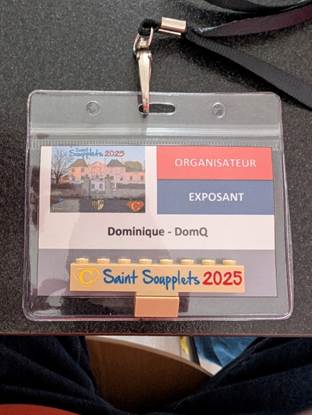 Saint
Soupplets 2025
ORGANISATEUR
EXPOSANT
Dominique - DomQ
Saint Soupplets 2025